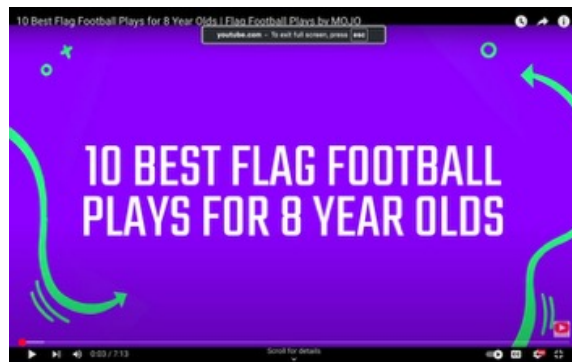 10 Best Flag Football Plays for 8 Year Olds | Flag Football Plays by MOJO
youtube.com - To exit full screen, press esc
10 BEST FLAG FOOTBALL
PLAYS FOR 8 YEAR OLDS
0:03 / 7:13
Scroll for details